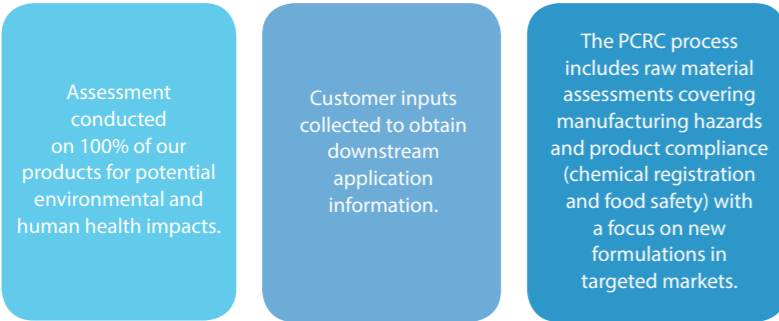 Assessment
conducted
on 100% of our
products for potential
environmental and
human health impacts.
Customer inputs
collected to obtain
downstream
application
information.
The PCRC process
includes raw material
assessments covering
manufacturing hazards
and product compliance
(chemical registration
and food safety) with
a focus on new
formulations in
targeted markets.